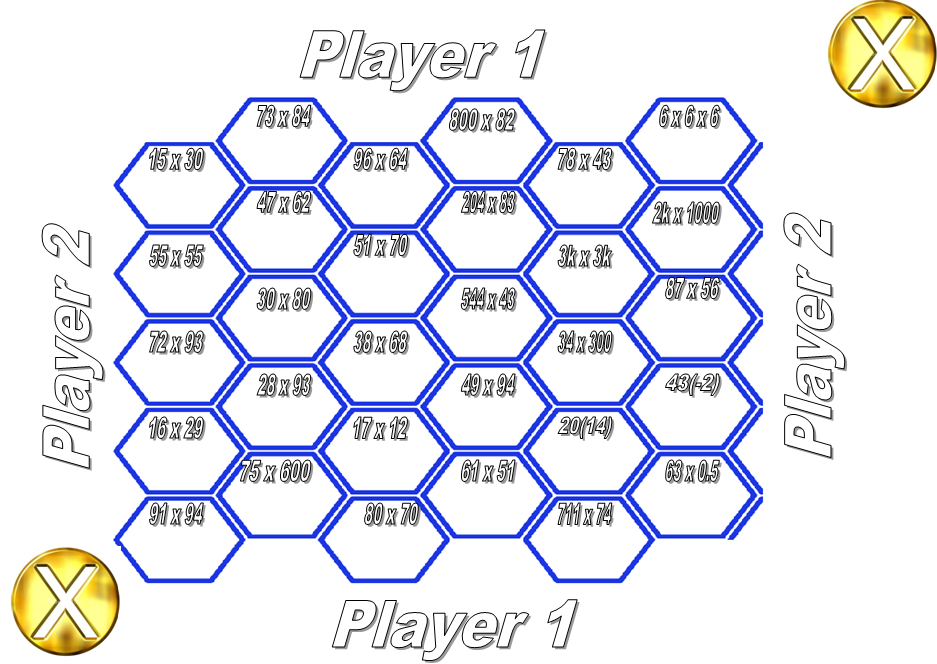 Player 1
X
73 x 84
800 x 82
6 x 6 x 6
15 x 30
96 x 64
78 x 43
47 x 62
204 x 83
2k x 1000
Player 2
55 x 55
51 x 70
3k x 3k
Player 2
30 x 80
544 x 43
87 x 56
72 x 93
38 x 68
34 x 300
28 x 93
49 x 94
43(-2)
16 x 29
17 x 12
20(14)
75 x 600
61 x 51
63 x 0.5
91 x 94
80 x 70
711 x 74
X
Player 1